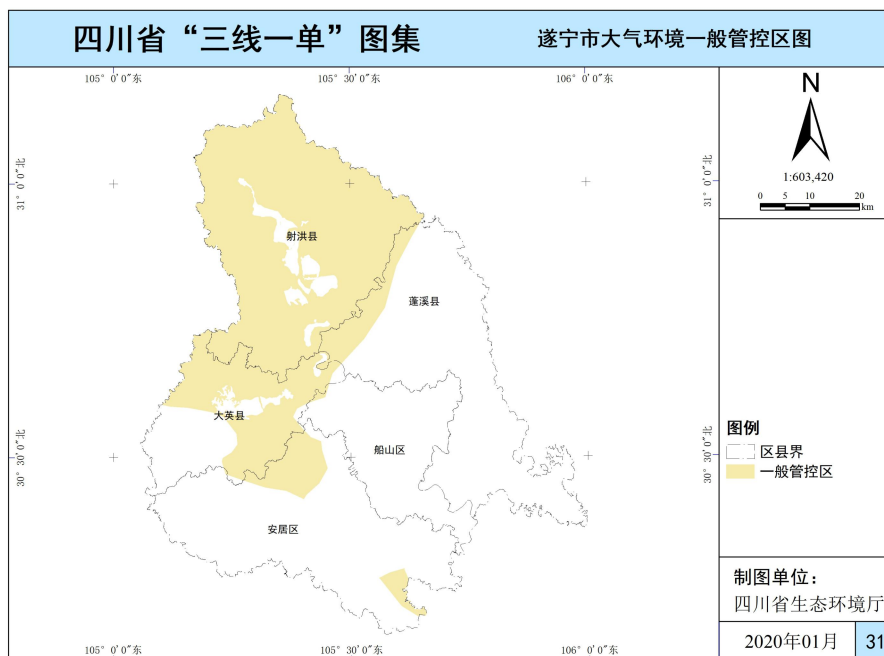 四川省“三线一单”图集
遂宁市大气环境一般管控区图
105° 0'0"东
105° 30'0"东
106° 0'0"东
N
1:603,420
0 5 10 20
km
31° 0'0"北
31° 0'0"北
射洪县
蓬溪县
大英县
船山区
安居区
30° 30'0"北
30° 30'0"北
图例
区县界
一般管控区
制图单位：
四川省生态环境厅
2020年01月
31
105° 0'0"东
105° 30'0"东
106° 0'0"东